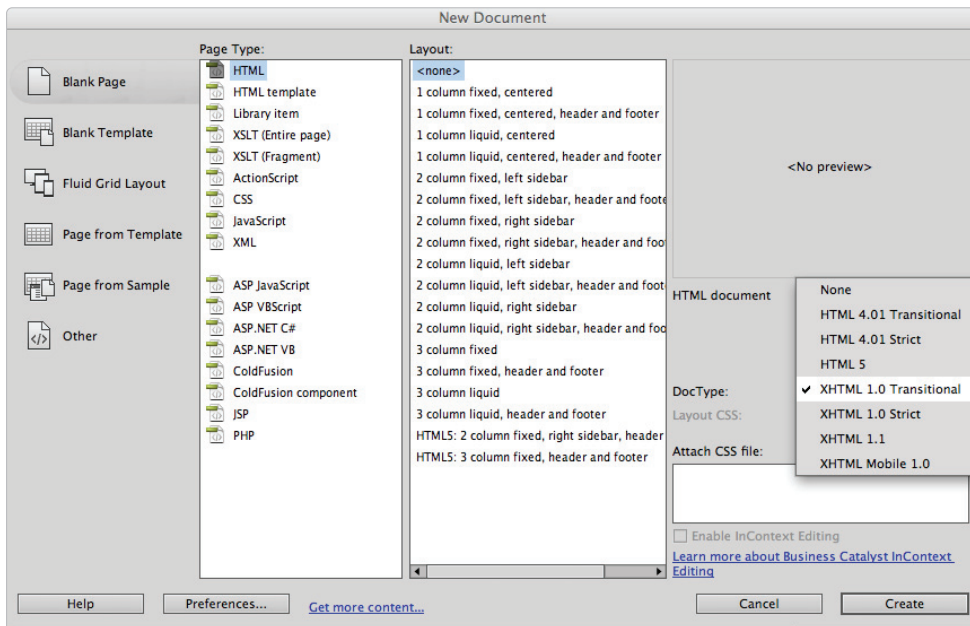 New Document
Blank Page
Blank Template
Fluid Grid Layout
Page from Template
Page from Sample
Other
Page Type:
HTML
HTML template
Library item
XSLT (Entire page)
XSLT (Fragment)
ActionScript
CSS
JavaScript
XML
ASP JavaScript
ASP VBScript
ASP.NET C#
ASP.NET VB
ColdFusion
ColdFusion component
JSP
PHP
Layout:
<none>
1 column fixed, centered
1 column fixed, centered, header and footer
1 column liquid, centered
1 column liquid, centered, header and footer
2 column fixed, left sidebar
2 column fixed, left sidebar, header and foote
2 column fixed, right sidebar
2 column fixed, right sidebar, header and foo
2 column liquid, left sidebar
2 column liquid, left sidebar, header and foot
2 column liquid, right sidebar
2 column liquid, right sidebar, header and foo
3 column fixed
3 column fixed, header and footer
3 column liquid
3 column liquid, header and footer
HTML5: 2 column fixed, right sidebar, header
HTML5: 3 column fixed, header and footer
<No preview>
HTML document
DocType:
Layout CSS:
None
HTML 4.01 Transitional
HTML 4.01 Strict
HTML 5
XHTML 1.0 Transitional
XHTML 1.0 Strict
XHTML 1.1
XHTML Mobile 1.0
Attach CSS file:
Enable InContext Editing
Learn more about Business Catalyst InContext
Editing
Help
Preferences...
Get more content...
Cancel
Create